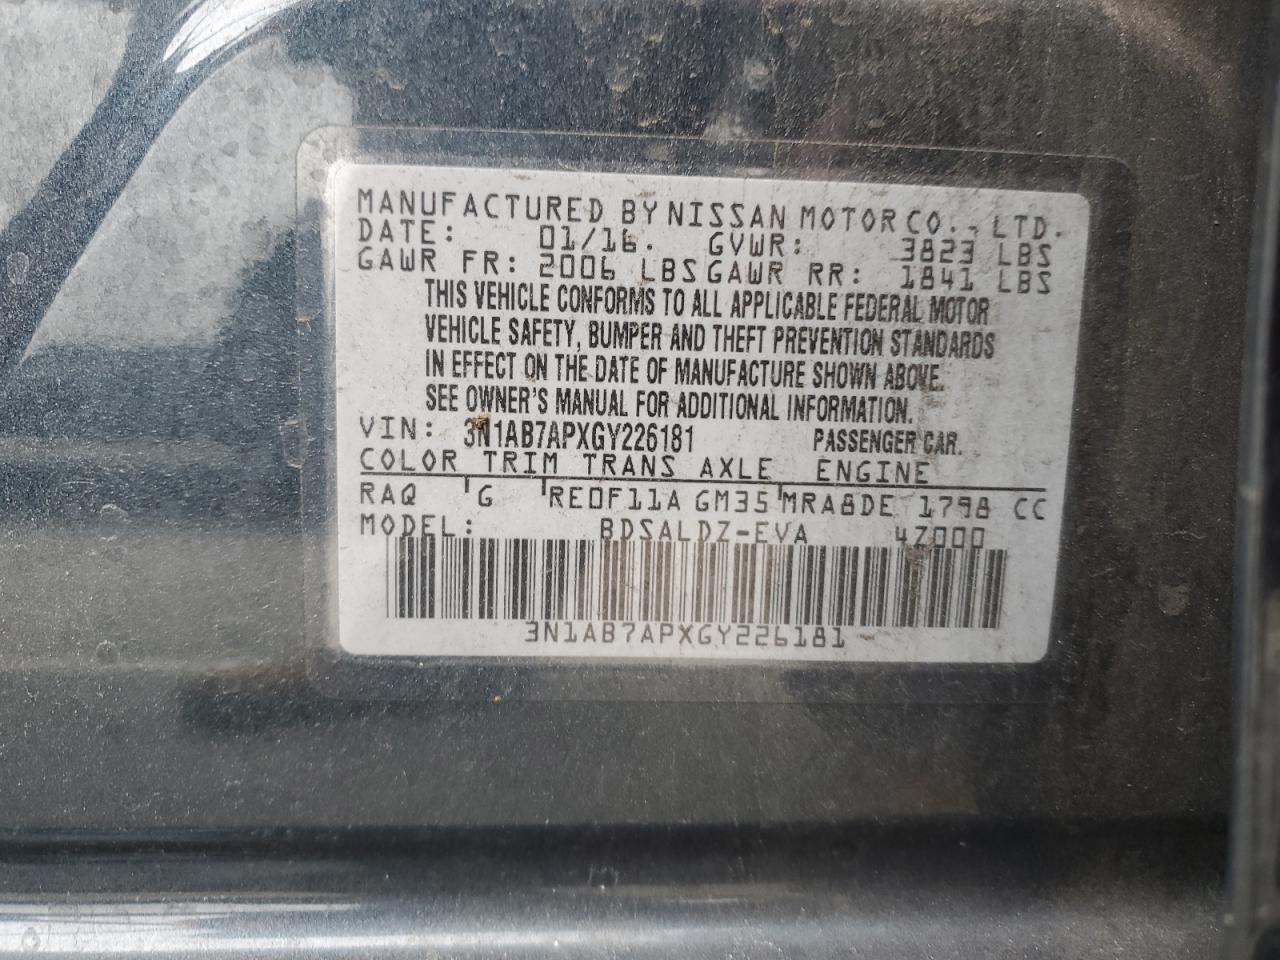 MANUFACTURED BY NISSAN MOTOR CO., LTD.
DATE: 01/16. GVWR: 3823 LBS
GAWR FR: 2006 LBS GAWR RR: 1841 LBS
THIS VEHICLE CONFORMS TO ALL APPLICABLE FEDERAL MOTOR
VEHICLE SAFETY, BUMPER AND THEFT PREVENTION STANDARDS
IN EFFECT ON THE DATE OF MANUFACTURE SHOWN ABOVE.
SEE OWNER'S MANUAL FOR ADDITIONAL INFORMATION.
VIN: 3N1AB7APXGY226181 PASSENGER CAR.
COLOR TRIM TRANS AXLE ENGINE
RAQ G RE0F11A GM35 MRA8DE 1798 CC
MODEL: BDSALDZ-EVA 4Z000
3N1AB7APXGY226181